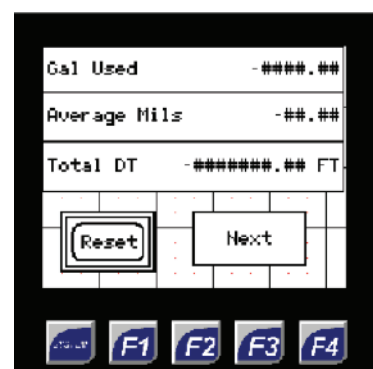 Gal Used -####.##
Average Mils -##.##
Total DT -#######.## FT
Reset Next
F1 F2 F3 F4